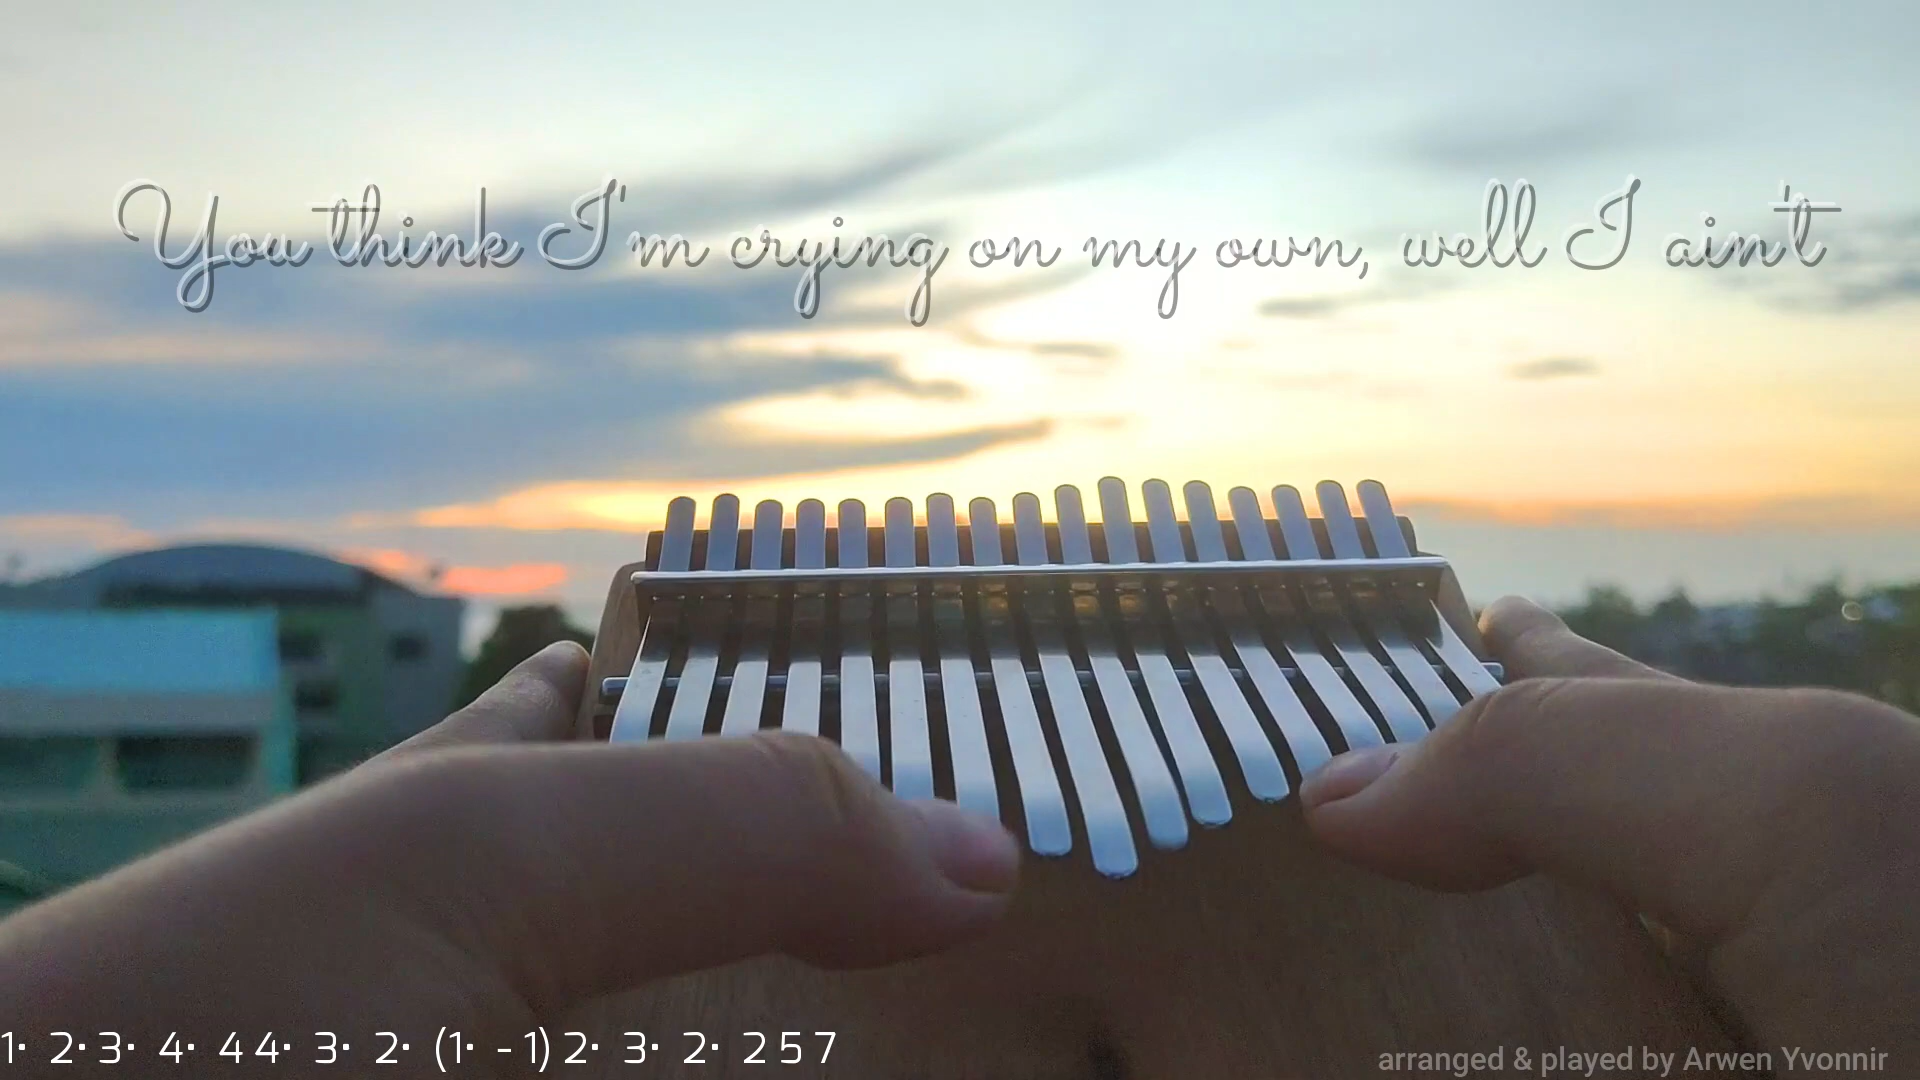 You think I'm crying on my own, well I ain't
1• 2• 3• 4• 4 4• 3• 2• (1• - 1) 2• 3• 2• 2 5 7
arranged & played by Arwen Yvonnir